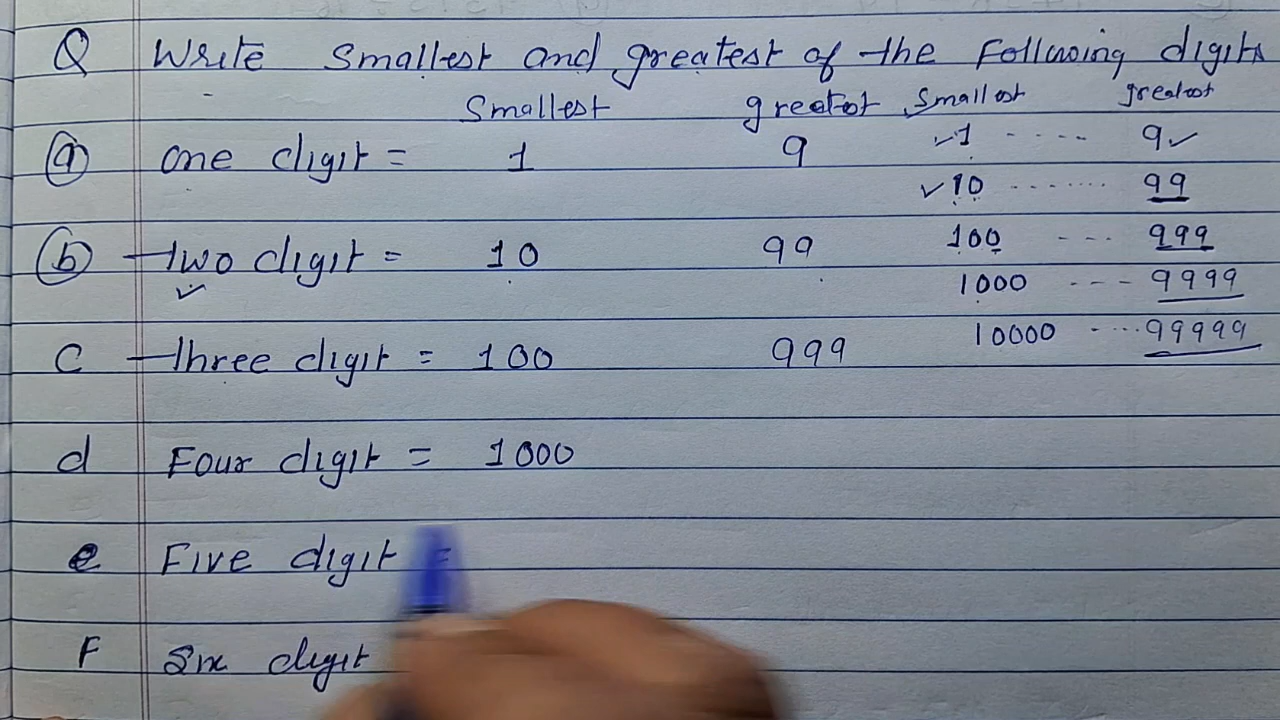 Q Write Smallest and greatest of the Following digits
Smallest greatest Smallest greatest
a one digit = 1 9 1 .... 9
10 ....... 99
b two digit = 10 99 100 --- 999
1000 --- 9999
c three digit = 100 999 10000 ..... 99999
d Four digit = 1000
e Five digit =
F Six digit